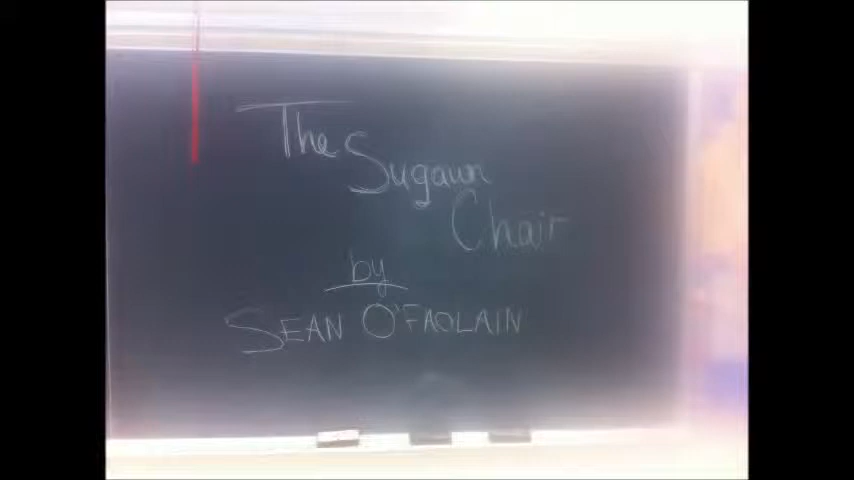 The
Sugawn
Chair
by
SEAN O'FAOLAIN